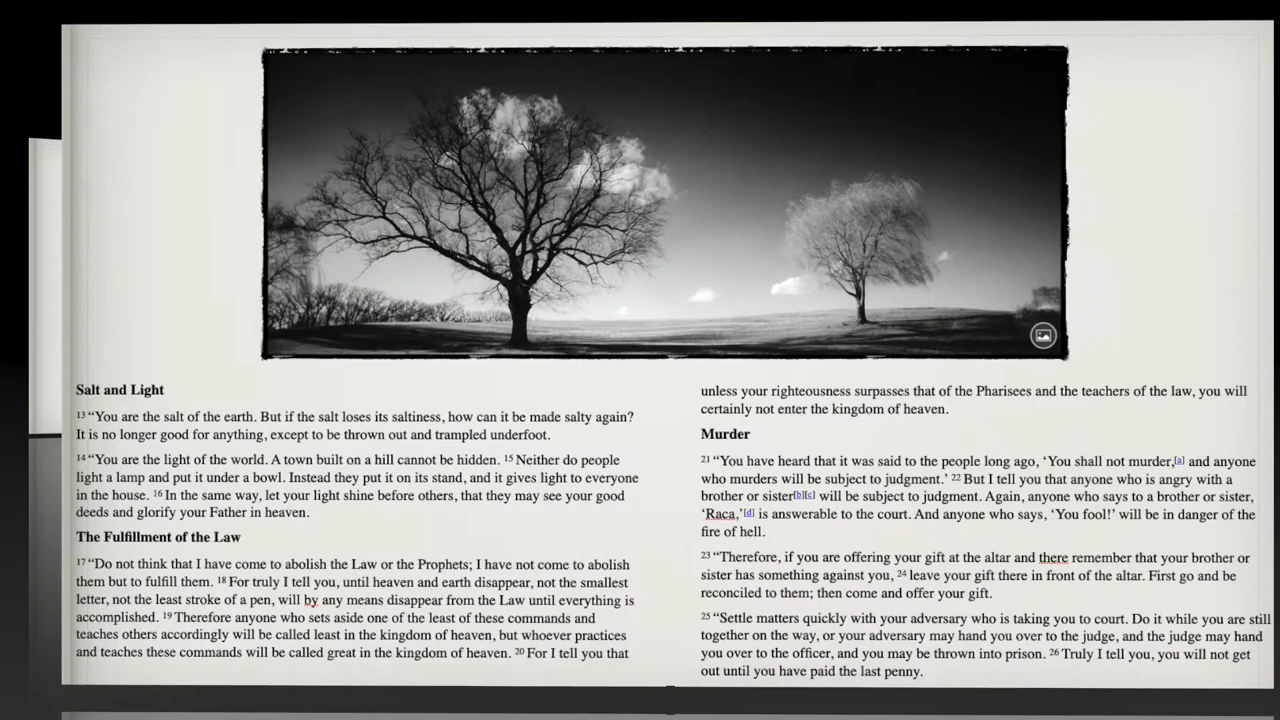 Salt and Light
13 “You are the salt of the earth. But if the salt loses its saltiness, how can it be made salty again?
It is no longer good for anything, except to be thrown out and trampled underfoot.
14 “You are the light of the world. A town built on a hill cannot be hidden. 15 Neither do people
light a lamp and put it under a bowl. Instead they put it on its stand, and it gives light to everyone
in the house. 16 In the same way, let your light shine before others, that they may see your good
deeds and glorify your Father in heaven.
The Fulfillment of the Law
17 “Do not think that I have come to abolish the Law or the Prophets; I have not come to abolish
them but to fulfill them. 18 For truly I tell you, until heaven and earth disappear, not the smallest
letter, not the least stroke of a pen, will by any means disappear from the Law until everything is
accomplished. 19 Therefore anyone who sets aside one of the least of these commands and
teaches others accordingly will be called least in the kingdom of heaven, but whoever practices
and teaches these commands will be called great in the kingdom of heaven. 20 For I tell you that
unless your righteousness surpasses that of the Pharisees and the teachers of the law, you will
certainly not enter the kingdom of heaven.
Murder
21 “You have heard that it was said to the people long ago, ‘You shall not murder,[a] and anyone
who murders will be subject to judgment.’ 22 But I tell you that anyone who is angry with a
brother or sister[b][c] will be subject to judgment. Again, anyone who says to a brother or sister,
‘Raca,’[d] is answerable to the court. And anyone who says, ‘You fool!’ will be in danger of the
fire of hell.
23 “Therefore, if you are offering your gift at the altar and there remember that your brother or
sister has something against you, 24 leave your gift there in front of the altar. First go and be
reconciled to them; then come and offer your gift.
25 “Settle matters quickly with your adversary who is taking you to court. Do it while you are still
together on the way, or your adversary may hand you over to the judge, and the judge may hand
you over to the officer, and you may be thrown into prison. 26 Truly I tell you, you will not get
out until you have paid the last penny.